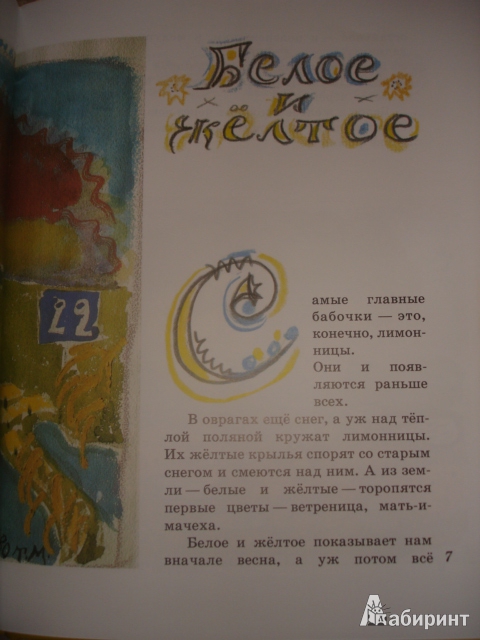 Белое
и
жёлтое
22
Самые главные
бабочки — это,
конечно, лимон-
ницы.
Они и появ-
ляются раньше
всех.
В оврагах ещё снег, а уж над тёп-
лой поляной кружат лимонницы.
Их жёлтые крылья спорят со старым
снегом и смеются над ним. А из зем-
ли — белые и жёлтые — торопятся
первые цветы — ветреница, мать-и-
мачеха.
Белое и жёлтое показывает нам
вначале весна, а уж потом всё 7
Лабиринт